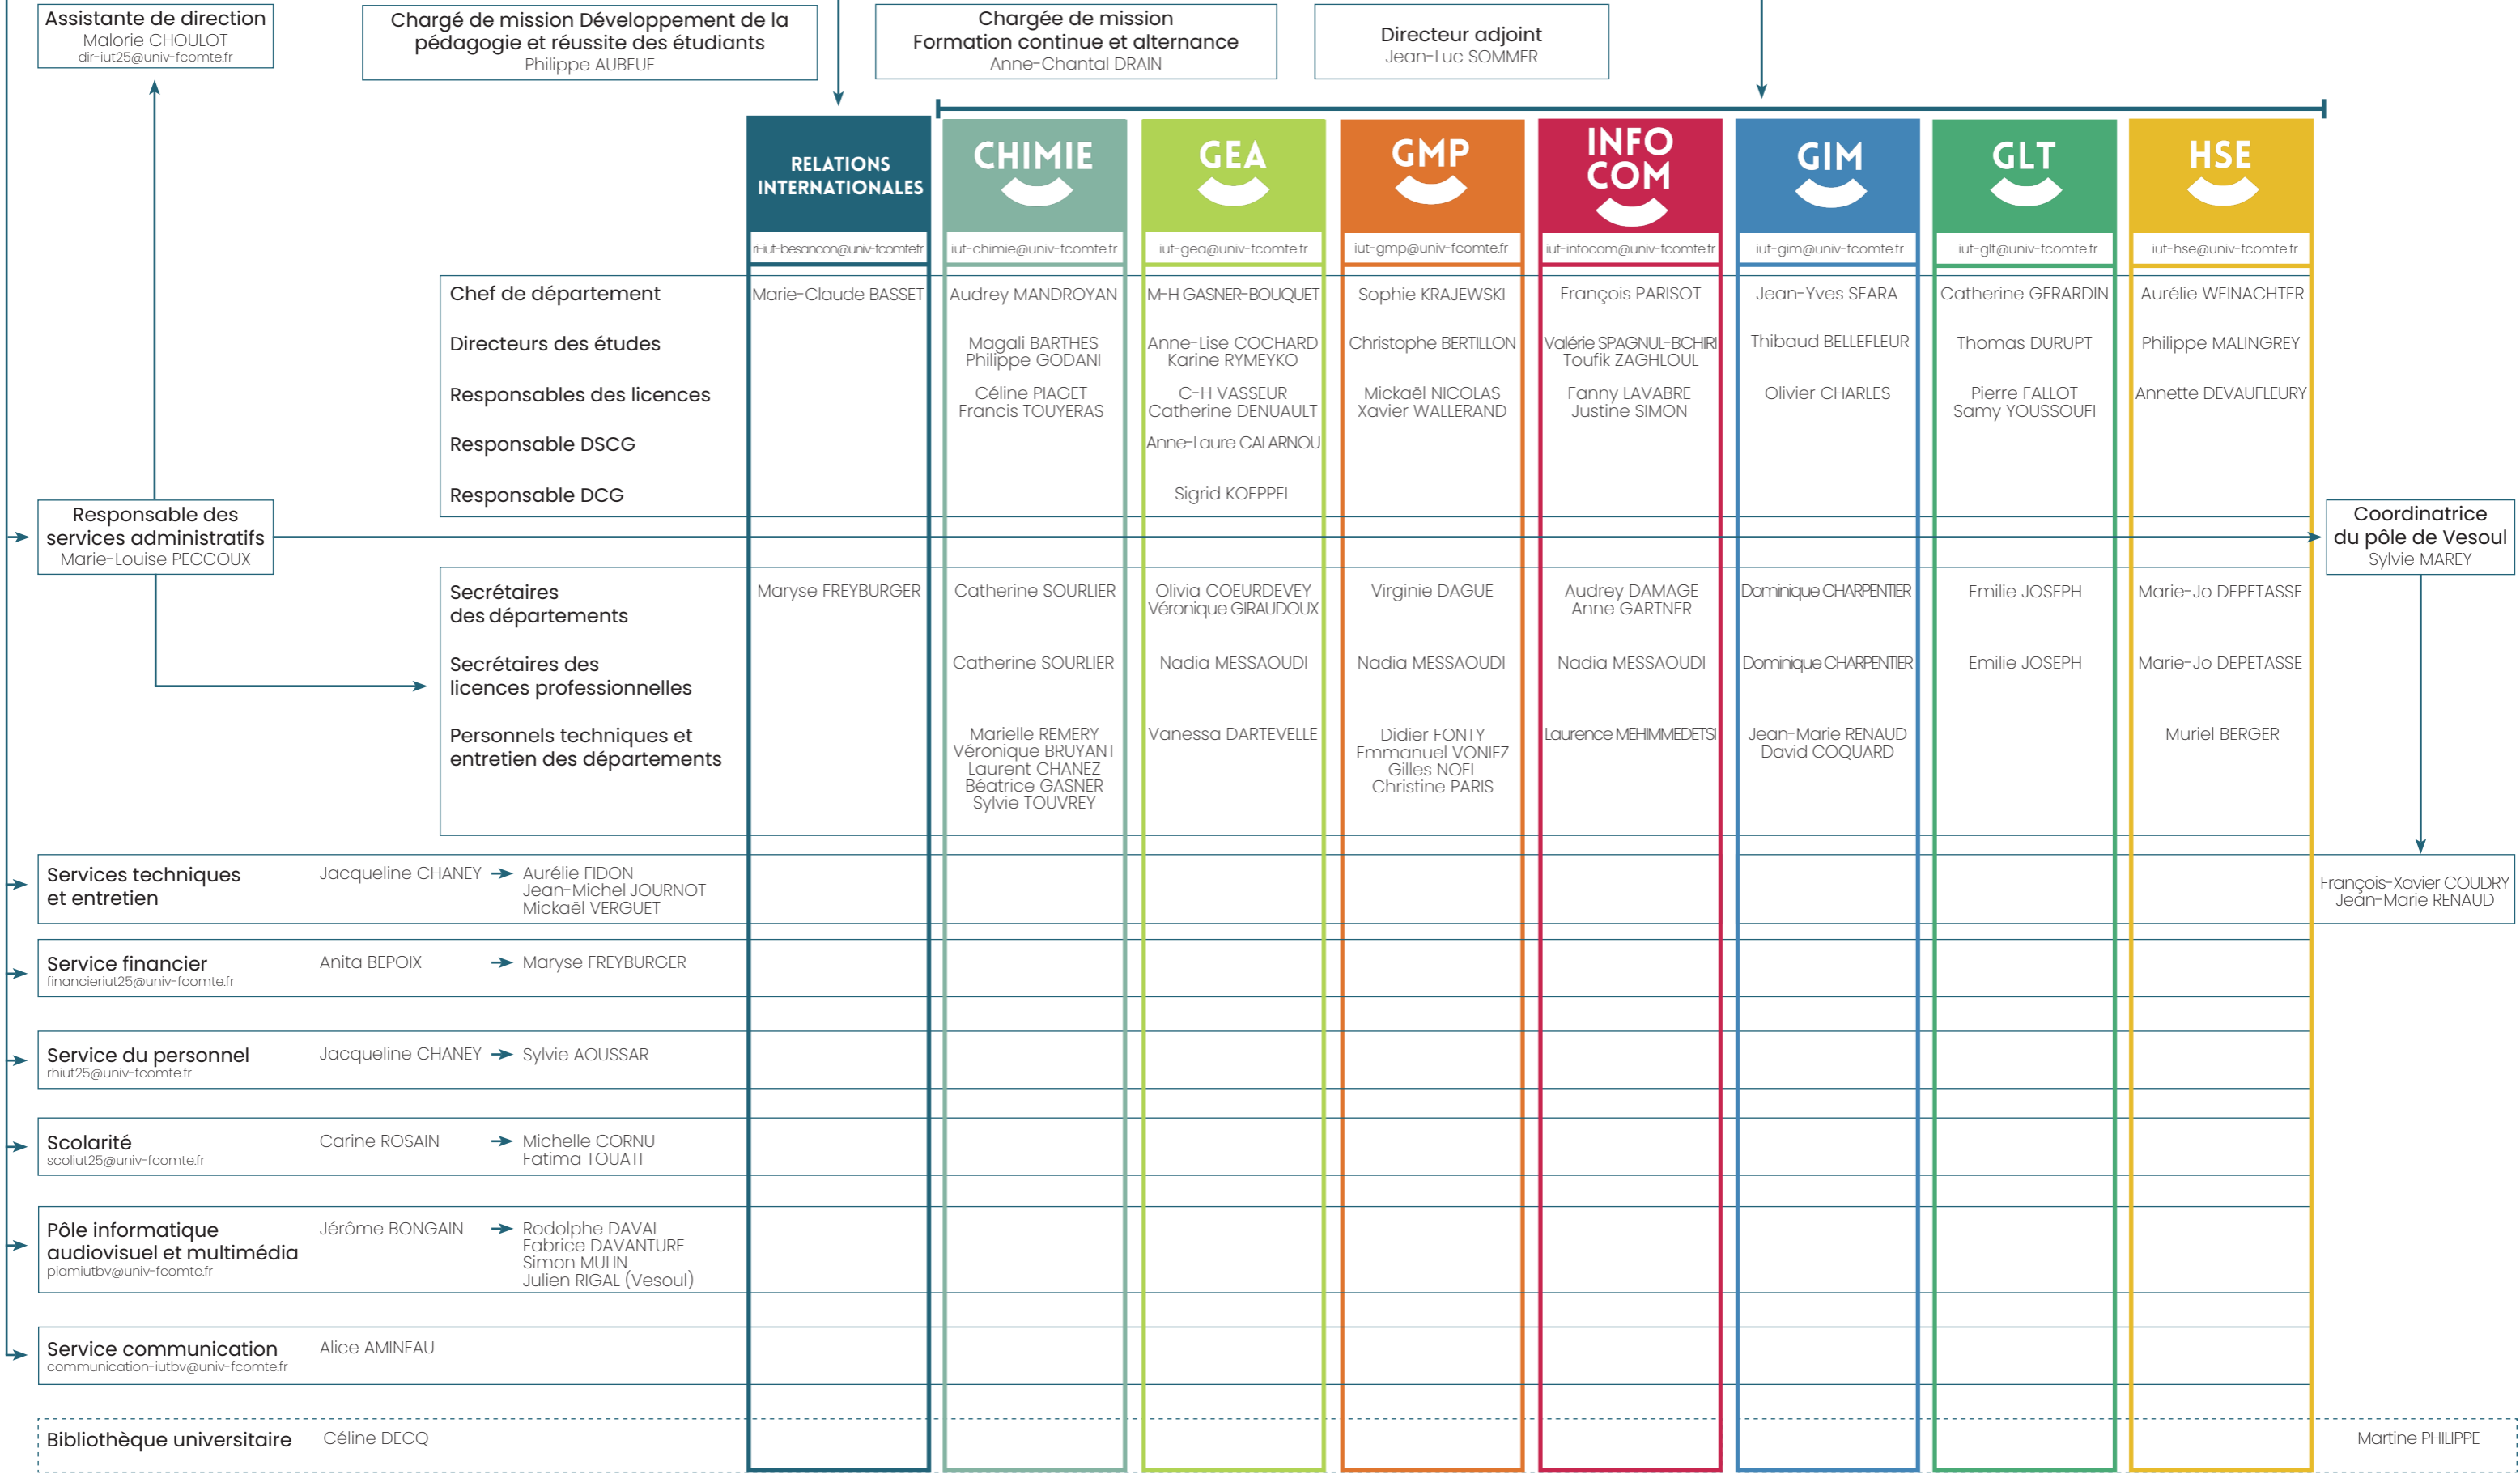 Assistante de direction
Malorie CHOULOT
dir-iut25@univ-fcomte.fr
Chargé de mission Développement de la
pédagogie et réussite des étudiants
Philippe AUBEUF
Chargée de mission
Formation continue et alternance
Anne-Chantal DRAIN
Directeur adjoint
Jean-Luc SOMMER
RELATIONS
INTERNATIONALES
CHIMIE
GEA
GMP
INFO
COM
GIM
GLT
HSE
ri-iut-besancon@univ-fcomte.fr
iut-chimie@univ-fcomte.fr
iut-gea@univ-fcomte.fr
iut-gmp@univ-fcomte.fr
iut-infocom@univ-fcomte.fr
iut-gim@univ-fcomte.fr
iut-glt@univ-fcomte.fr
iut-hse@univ-fcomte.fr
Chef de département
Marie-Claude BASSET
Audrey MANDROYAN
M-H GASNER-BOUQUET
Sophie KRAJEWSKI
François PARISOT
Jean-Yves SEARA
Catherine GERARDIN
Aurélie WEINACHTER
Directeurs des études
Magali BARTHES
Philippe GODANI
Anne-Lise COCHARD
Karine RYMEYKO
Christophe BERTILLON
Valérie SPAGNUL-BCHIRI
Toufik ZAGHLOUL
Thibaud BELLEFLEUR
Thomas DURUPT
Philippe MALINGREY
Responsables des licences
Céline PIAGET
Francis TOUYERAS
C-H VASSEUR
Catherine DENUAULT
Mickaël NICOLAS
Xavier WALLERAND
Fanny LAVABRE
Justine SIMON
Olivier CHARLES
Pierre FALLOT
Samy YOUSSOUFI
Annette DEVAUFLEURY
Responsable DSCG
Anne-Laure CALARNOU
Responsable DCG
Sigrid KOEPPEL
Responsable des
services administratifs
Marie-Louise PECCOUX
Coordinatrice
du pôle de Vesoul
Sylvie MAREY
Secrétaires
des départements
Maryse FREYBURGER
Catherine SOURLIER
Olivia COEURDEVEY
Véronique GIRAUDOUX
Virginie DAGUE
Audrey DAMAGE
Anne GARTNER
Dominique CHARPENTIER
Emilie JOSEPH
Marie-Jo DEPETASSE
Secrétaires des
licences professionnelles
Catherine SOURLIER
Nadia MESSAOUDI
Nadia MESSAOUDI
Nadia MESSAOUDI
Dominique CHARPENTIER
Emilie JOSEPH
Marie-Jo DEPETASSE
Personnels techniques et
entretien des départements
Marielle REMERY
Véronique BRUYANT
Laurent CHANEZ
Béatrice GASNER
Sylvie TOUVREY
Vanessa DARTEVELLE
Didier FONTY
Emmanuel VONIEZ
Gilles NOEL
Christine PARIS
Laurence MEHIMMEDETSI
Jean-Marie RENAUD
David COQUARD
Muriel BERGER
Services techniques
et entretien
Jacqueline CHANEY
Aurélie FIDON
Jean-Michel JOURNOT
Mickaël VERGUET
François-Xavier COUDRY
Jean-Marie RENAUD
Service financier
financieriut25@univ-fcomte.fr
Anita BEPOIX
Maryse FREYBURGER
Service du personnel
rhiut25@univ-fcomte.fr
Jacqueline CHANEY
Sylvie AOUSSAR
Scolarité
scoliut25@univ-fcomte.fr
Carine ROSAIN
Michelle CORNU
Fatima TOUATI
Pôle informatique
audiovisuel et multimédia
piamiutbv@univ-fcomte.fr
Jérôme BONGAIN
Rodolphe DAVAL
Fabrice DAVANTURE
Simon MULIN
Julien RIGAL (Vesoul)
Service communication
communication-iutbv@univ-fcomte.fr
Alice AMINEAU
Bibliothèque universitaire
Céline DECQ
Martine PHILIPPE